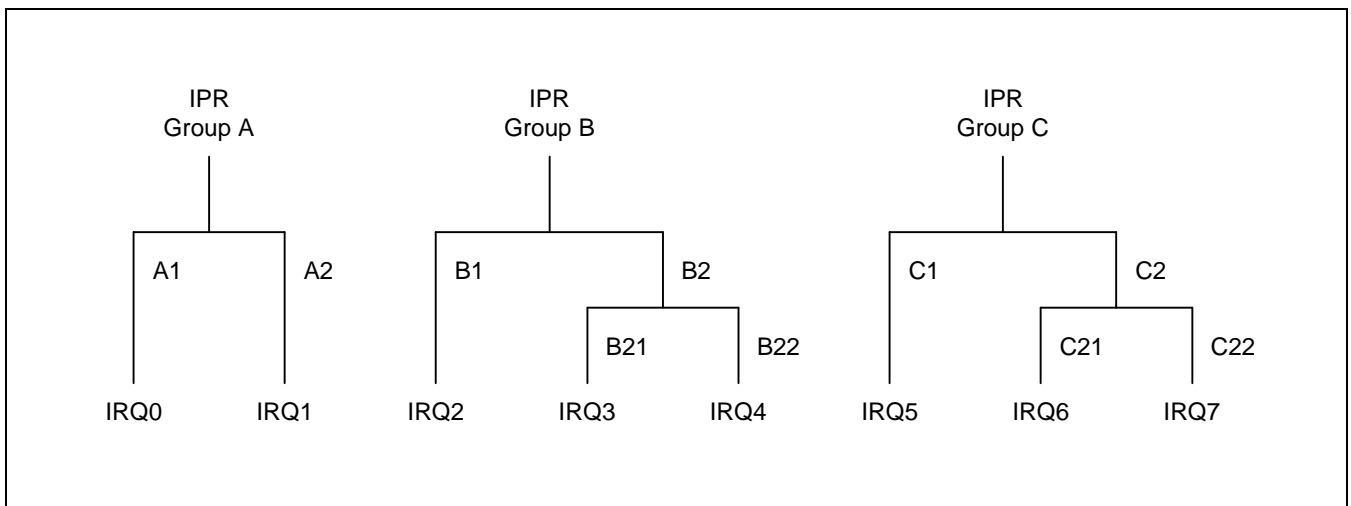 IPR IPR IPR
Group A Group B Group C
A1 A2 B1 B2 C1 C2
B21 B22 C21 C22
IRQ0 IRQ1 IRQ2 IRQ3 IRQ4 IRQ5 IRQ6 IRQ7